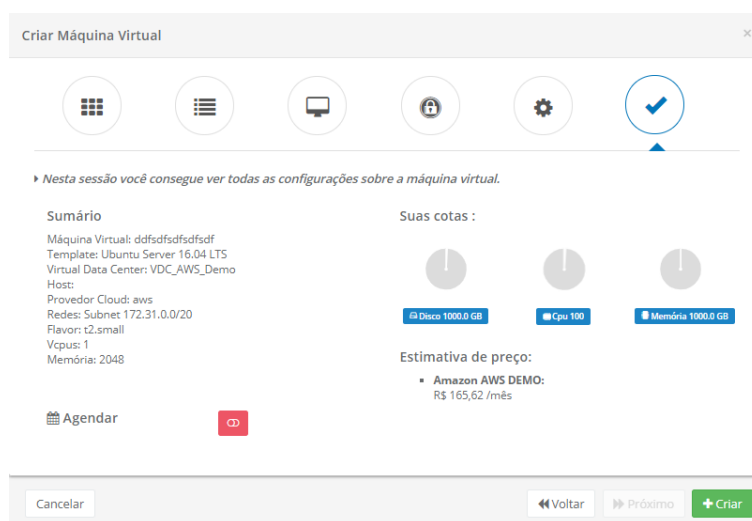 Criar Máquina Virtual
×
Nesta sessão você consegue ver todas as configurações sobre a máquina virtual.
Sumário
Máquina Virtual: ddfsdfsdfsdfsdf
Template: Ubuntu Server 16.04 LTS
Virtual Data Center: VDC_AWS_Demo
Host:
Provedor Cloud: aws
Redes: Subnet 172.31.0.0/20
Flavor: t2.small
Vcpus: 1
Memória: 2048
Agendar
Suas cotas :
Disco 1000.0 GB
Cpu 100
Memória 1000.0 GB
Estimativa de preço:
Amazon AWS DEMO:
R$ 165,62 /mês
Cancelar
Voltar
Próximo
Criar